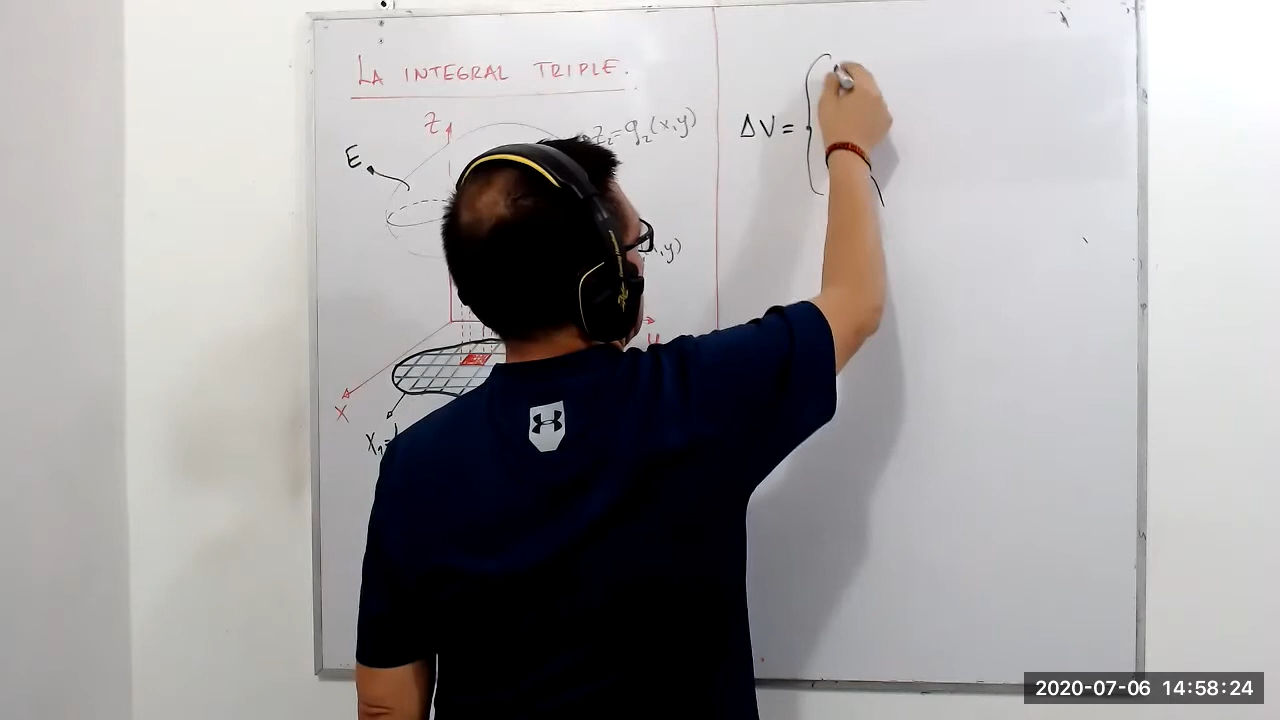 LA INTEGRAL TRIPLE.
Z
Z₂=g₂(x,y)
E
x,y)
X
ΔV=
2020-07-06 14:58:24